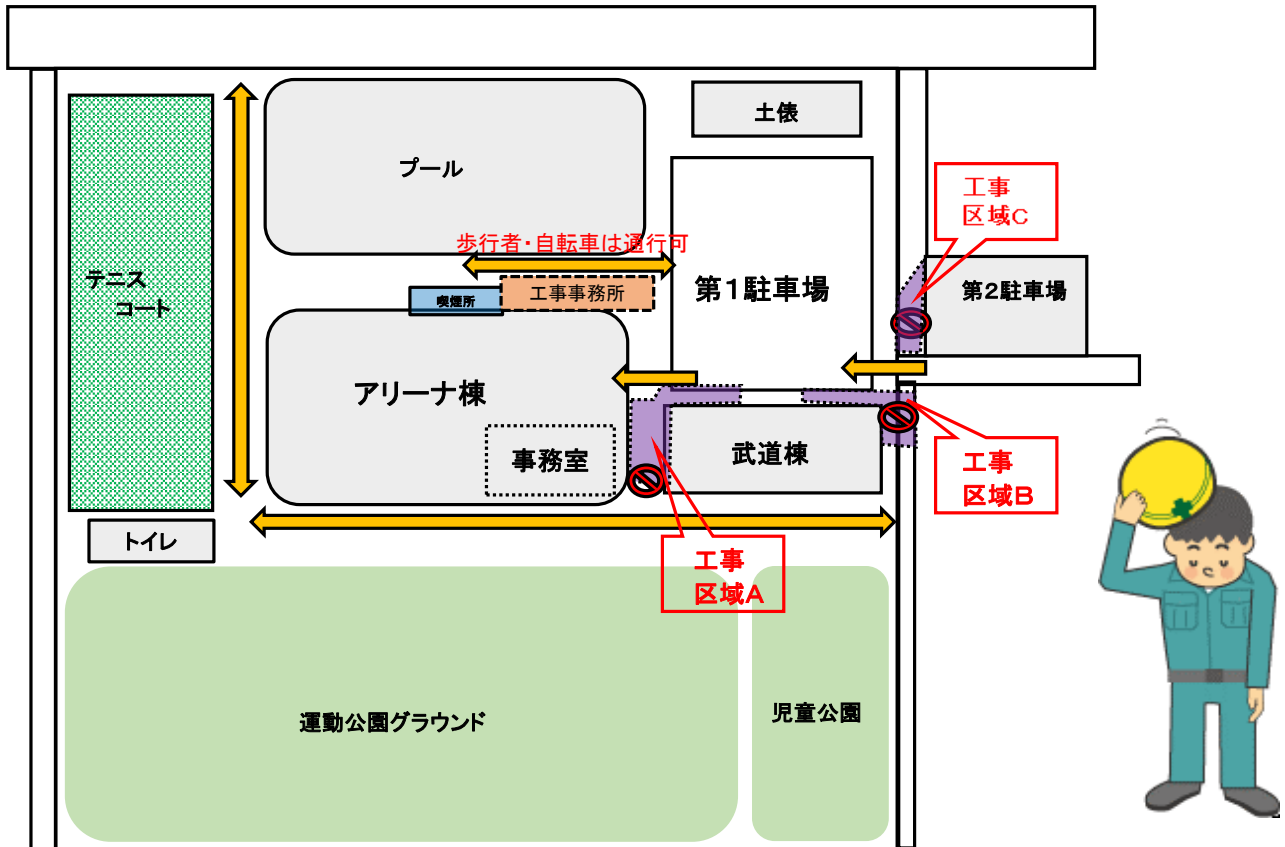 土俵
プール
工事
区域C
歩行者・自転車は通行可
テニス
コート
喫煙所
工事事務所
第1駐車場
第2駐車場
アリーナ棟
事務室
武道棟
工事
区域B
トイレ
工事
区域A
運動公園グラウンド
児童公園